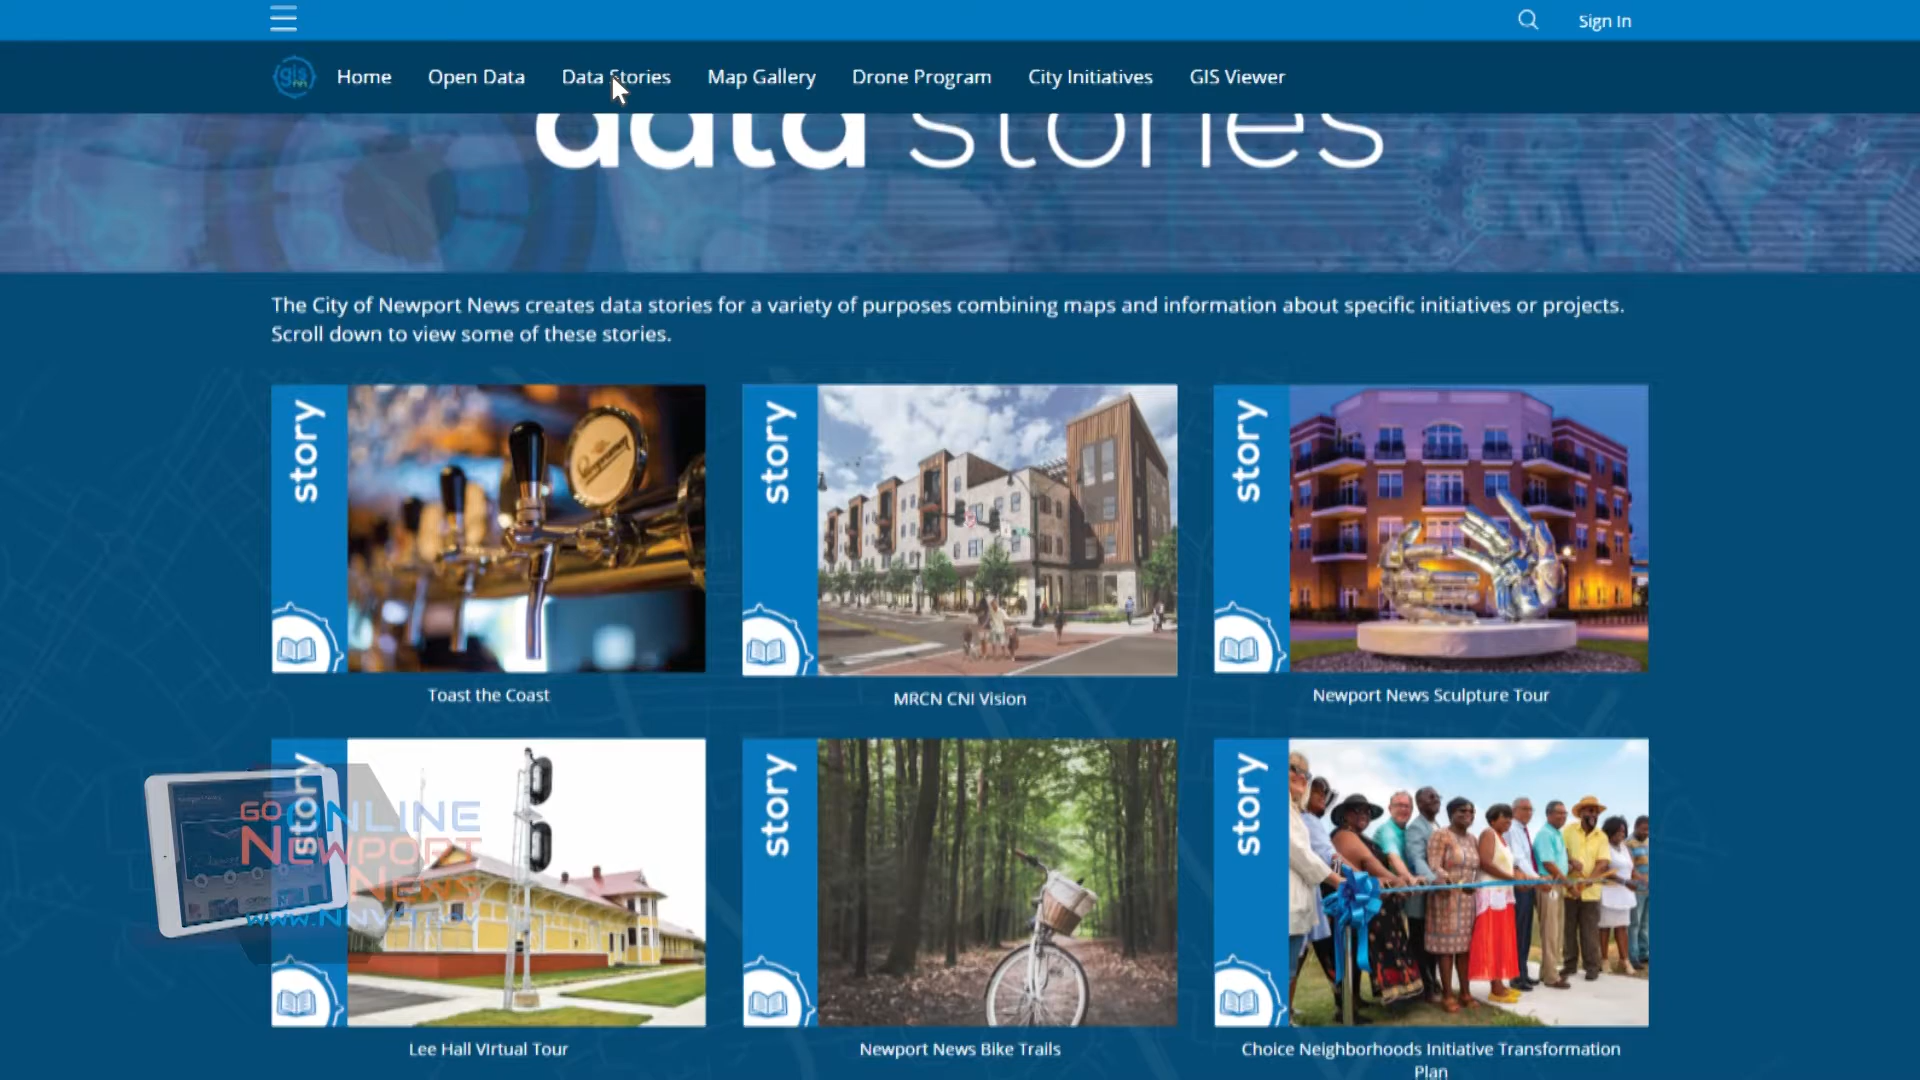 Sign In
gis
Home
Open Data
Data Stories
Map Gallery
Drone Program
City Initiatives
GIS Viewer
data stories
The City of Newport News creates data stories for a variety of purposes combining maps and information about specific initiatives or projects.
Scroll down to view some of these stories.
story
story
story
Toast the Coast
MRCN CNI Vision
Newport News Sculpture Tour
story
story
story
GO ONLINE
NEWPORT
NEWS
Lee Hall VIrtual Tour
Newport News Bike Trails
Choice Neighborhoods Initiative Transformation
Plan